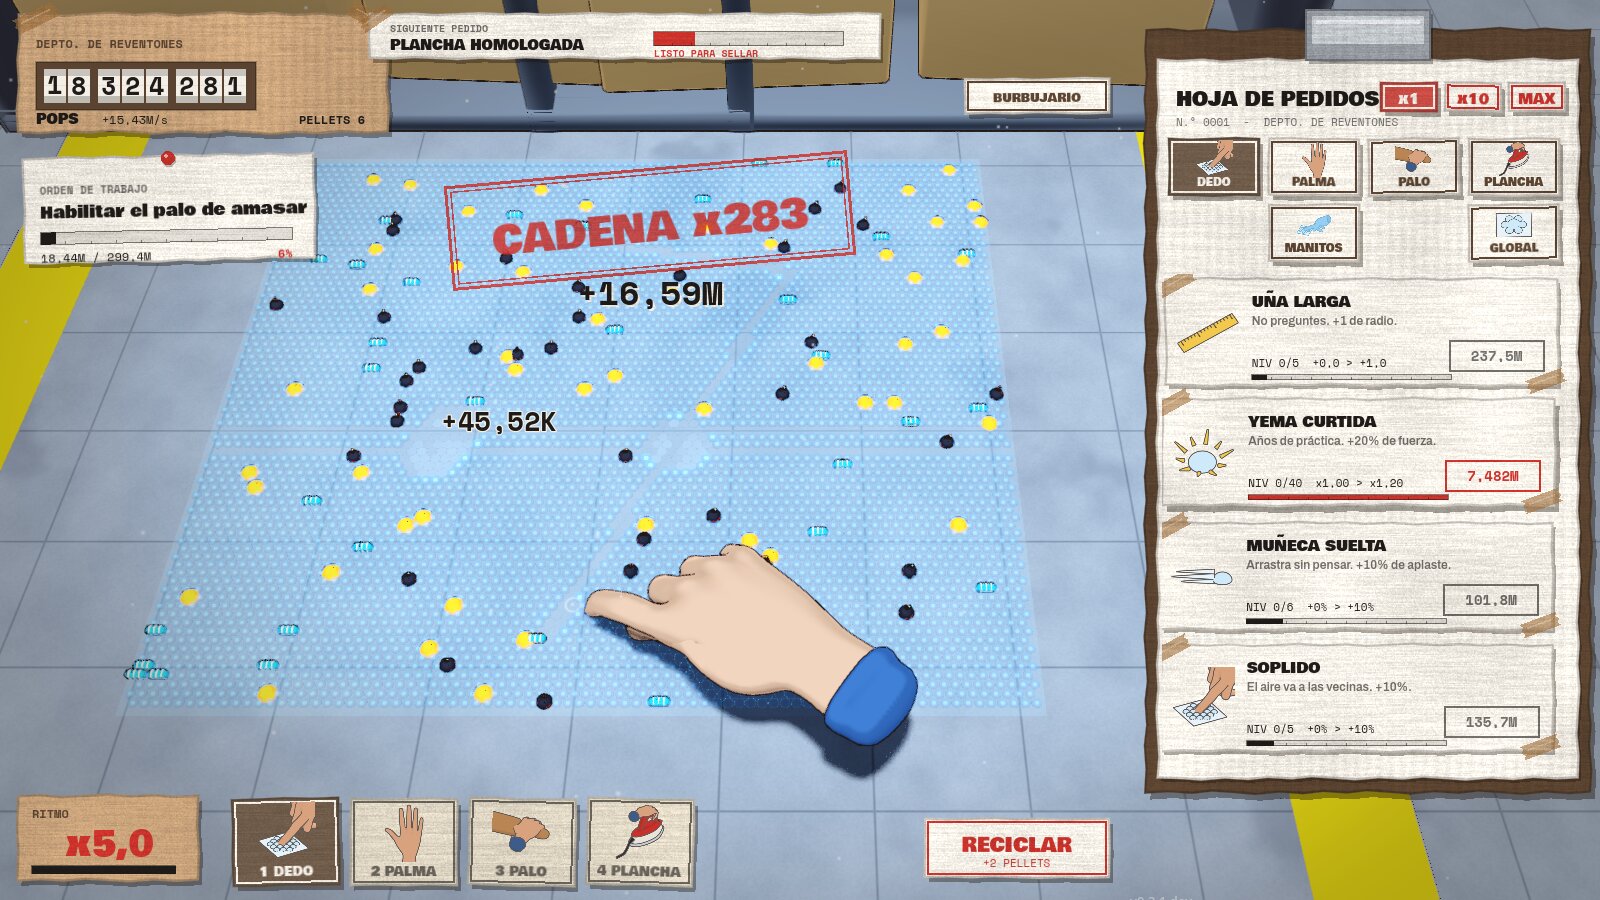 DEPTO. DE REVENTONES
18 324 281
POPS +15,43M/s PELLETS 6
SIGUIENTE PEDIDO
PLANCHA HOMOLOGADA
LISTO PARA SELLAR
BURBUJARIO
ORDEN DE TRABAJO
Habilitar el palo de amasar
18.44M / 299.4M 6%
CADENA x283
+16,59M
+45,52K
HOJA DE PEDIDOS x1 x10 MAX
N.° 0001 - DEPTO. DE REVENTONES
DEDO PALMA PALO PLANCHA
MANITOS GLOBAL
UÑA LARGA
No preguntes. +1 de radio.
NIV 0/5 +0,0 > +1,0 237,5M
YEMA CURTIDA
Años de práctica. +20% de fuerza.
NIV 0/40 x1,00 > x1,20 7,482M
MUÑECA SUELTA
Arrastra sin pensar. +10% de aplaste.
NIV 0/6 +0% > +10% 101,8M
SOPLIDO
El aire va a las vecinas. +10%.
NIV 0/5 +0% > +10% 135,7M
RITMO
x5,0
1 DEDO 2 PALMA 3 PALO 4 PLANCHA
RECICLAR
+2 PELLETS